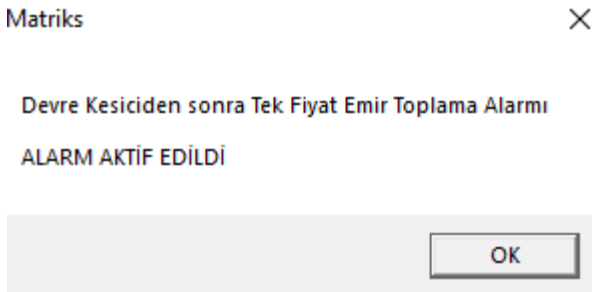 Matriks
Devre Kesiciden sonra Tek Fiyat Emir Toplama Alarmı
ALARM AKTİF EDİLDİ
OK